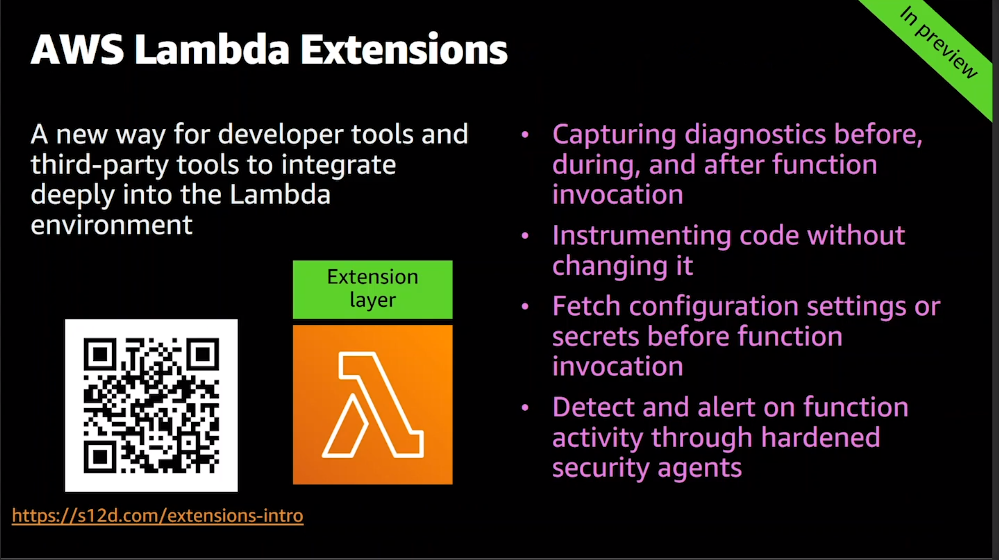 In preview
AWS Lambda Extensions
A new way for developer tools and
third-party tools to integrate
deeply into the Lambda
environment
Extension
layer
https://s12d.com/extensions-intro
• Capturing diagnostics before,
during, and after function
invocation
• Instrumenting code without
changing it
• Fetch configuration settings or
secrets before function
invocation
• Detect and alert on function
activity through hardened
security agents